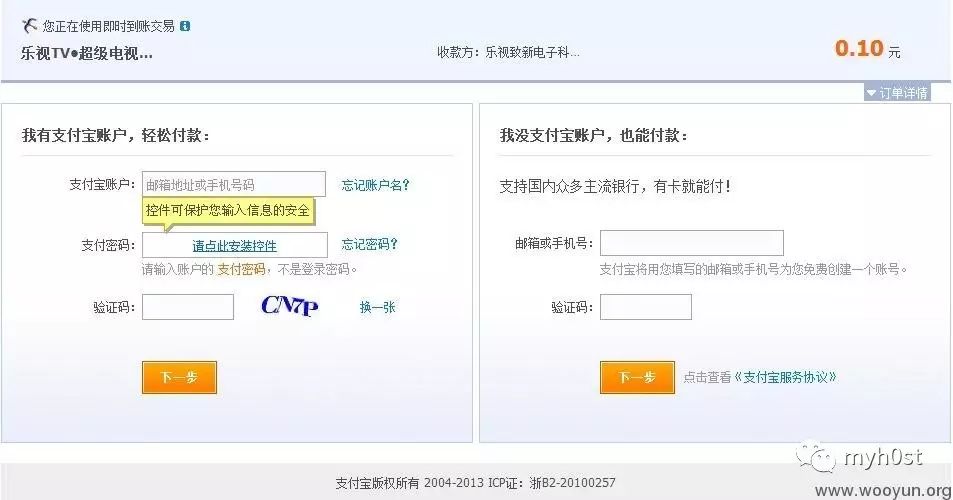 您正在使用即时到账交易
乐视TV●超级电视...
收款方：乐视致新电子科...
0.10 元
订单详情
我有支付宝账户，轻松付款：
支付宝账户：
邮箱地址或手机号码
忘记账户名？
控件可保护您输入信息的安全
支付密码：
请点此安装控件
忘记密码？
请输入账户的 支付密码，不是登录密码。
验证码：
CN7P
换一张
下一步
我没支付宝账户，也能付款：
支持国内众多主流银行，有卡就能付！
邮箱或手机号：
支付宝将用您填写的邮箱或手机号为您免费创建一个账号。
验证码：
下一步
点击查看《支付宝服务协议》
支付宝版权所有 2004-2013 ICP证：浙B2-20100257
myh0st
www.wooyun.org